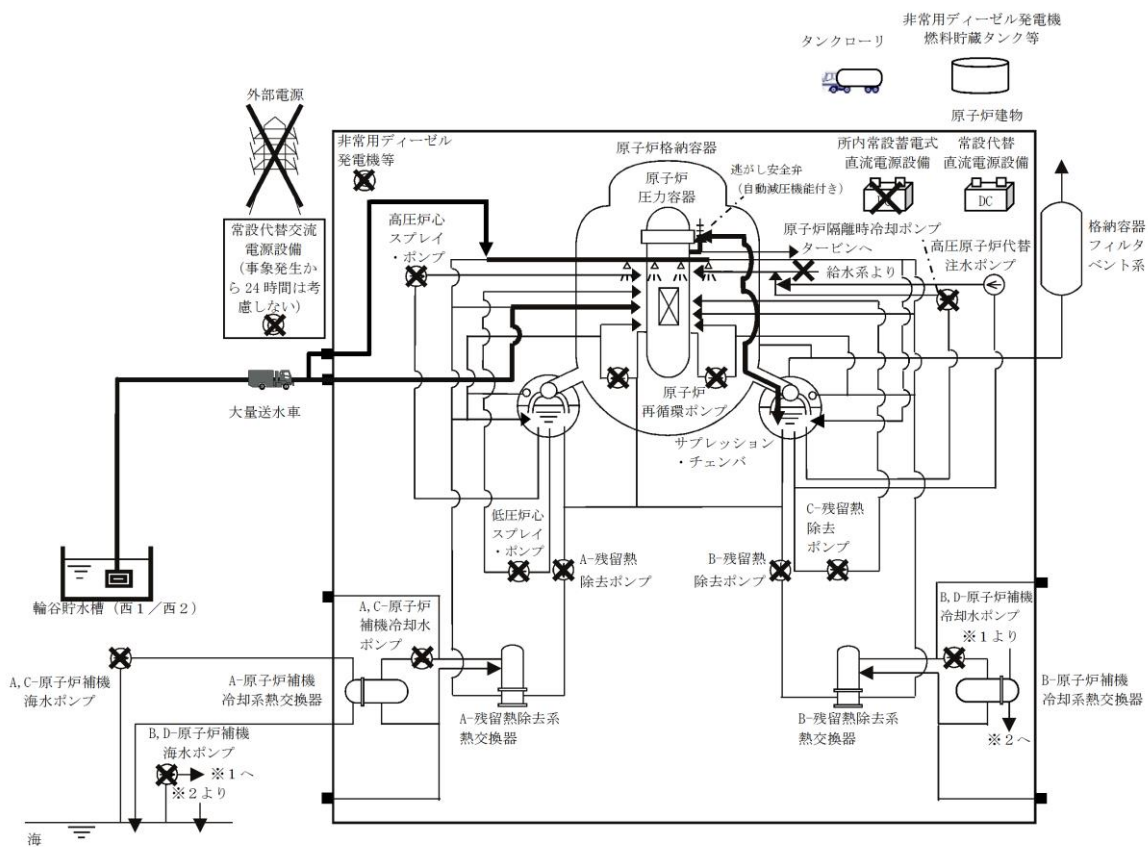 タンクローリ
非常用ディーゼル発電機
燃料貯蔵タンク等
外部電源
原子炉建物
非常用ディーゼル
発電機等
原子炉格納容器
原子炉
圧力容器
逃がし安全弁
(自動減圧機能付き)
所内常設蓄電式
直流電源設備
常設代替
直流電源設備
DC
常設代替交流
電源設備
(事象発生か
ら24時間は考
慮しない)
高圧炉心
スプレイ
・ポンプ
原子炉隔離時冷却ポンプ
タービンへ
高圧原子炉代替
注水ポンプ
給水系より
格納容器
フィルタ
ベント系
大量送水車
原子炉
再循環ポンプ
サプレッション
・チェンバ
低圧炉心
スプレイ
・ポンプ
A-残留熱
除去ポンプ
B-残留熱
除去ポンプ
C-残留熱
除去
ポンプ
輪谷貯水槽(西1/西2)
A,C-原子炉
補機冷却水
ポンプ
B,D-原子炉補機
冷却水ポンプ
※1より
A,C-原子炉補機
海水ポンプ
A-原子炉補機
冷却系熱交換器
A-残留熱除去系
熱交換器
B-残留熱除去系
熱交換器
B-原子炉補機
冷却系熱交換器
※2へ
B,D-原子炉補機
海水ポンプ
※1へ
※2より
海